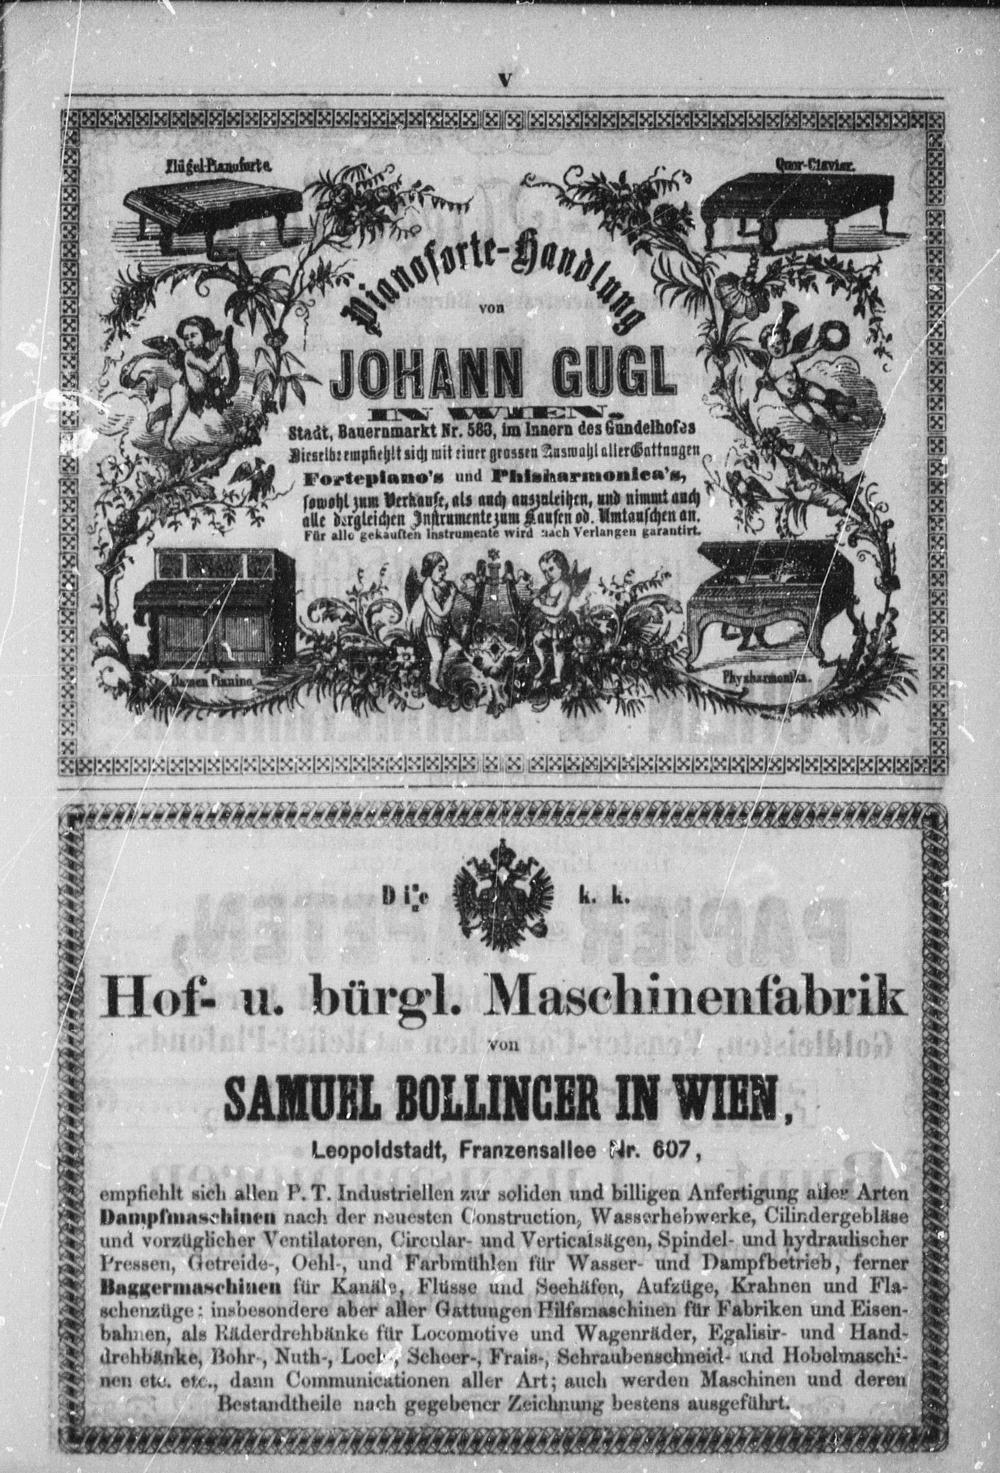 V
Flügel-Pianoforte.
Quer-Clavier.
Pianoforte-Handlung
von
JOHANN GUGL
IN WIEN.
Stadt, Bauernmarkt Nr. 583, im Innern des Gundelhofes
Dieselbe empfiehlt sich mit einer grossen Auswahl aller Gattungen
Fortepiano's und Phisharmonica's,
sowohl zum Verkaufe, als auch auszuleihen, und nimmt auch
alle dergleichen Instrumente zum Kaufen od. Umtauschen an.
Für alle gekauften Instrumente wird nach Verlangen garantirt.
Damen Pianino
Physharmonika.
Die k. k.
Hof- u. bürgl. Maschinenfabrik
von
SAMUEL BOLLINGER IN WIEN,
Leopoldstadt, Franzensallee Nr. 607,
empfiehlt sich allen P. T. Industriellen zur soliden und billigen Anfertigung aller Arten
Dampfmaschinen nach der neuesten Construction, Wasserhebwerke, Cilindergebläse
und vorzüglicher Ventilatoren, Circular- und Verticalsägen, Spindel- und hydraulischer
Pressen, Getreide-, Oehl-, und Farbmühlen für Wasser- und Dampfbetrieb, ferner
Baggermaschinen für Kanäle, Flüsse und Seehäfen, Aufzüge, Krahnen und Fla-
schenzüge: insbesondere aber aller Gattungen Hilfsmaschinen für Fabriken und Eisen-
bahnen, als Räderdrehbänke für Locomotive und Wagenräder, Egalisir- und Hand-
drehbänke, Bohr-, Nuth-, Loch-, Scheer-, Frais-, Schraubenschneid- und Hobelmaschi-
nen etc. etc., dann Communicationen aller Art; auch werden Maschinen und deren
Bestandtheile nach gegebener Zeichnung bestens ausgeführt.